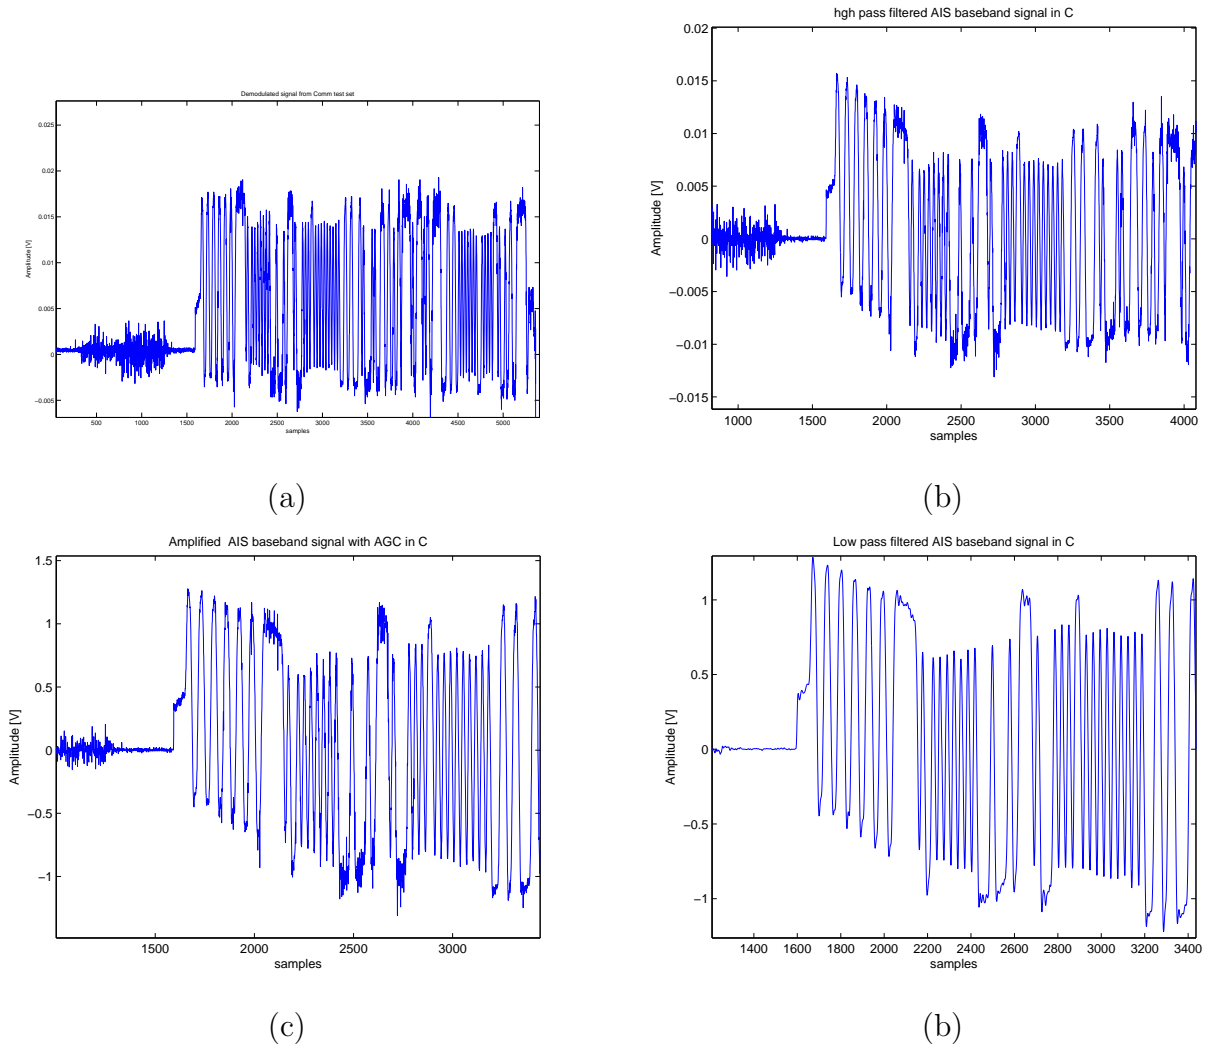 Demodulated signal from Comm test set
0.025
0.02
0.015
0.01
0.005
0
−0.005
Amplitude [V]
500 1000 1500 2000 2500 3000 3500 4000 4500 5000
samples
(a)
hgh pass filtered AIS baseband signal in C
0.02
0.015
0.01
0.005
0
−0.005
−0.01
−0.015
Amplitude [V]
1000 1500 2000 2500 3000 3500 4000
samples
(b)
Amplified AIS baseband signal with AGC in C
1.5
1
0.5
0
−0.5
−1
Amplitude [V]
1500 2000 2500 3000
samples
(c)
Low pass filtered AIS baseband signal in C
1
0.5
0
−0.5
−1
Amplitude [V]
1400 1600 1800 2000 2200 2400 2600 2800 3000 3200 3400
samples
(b)